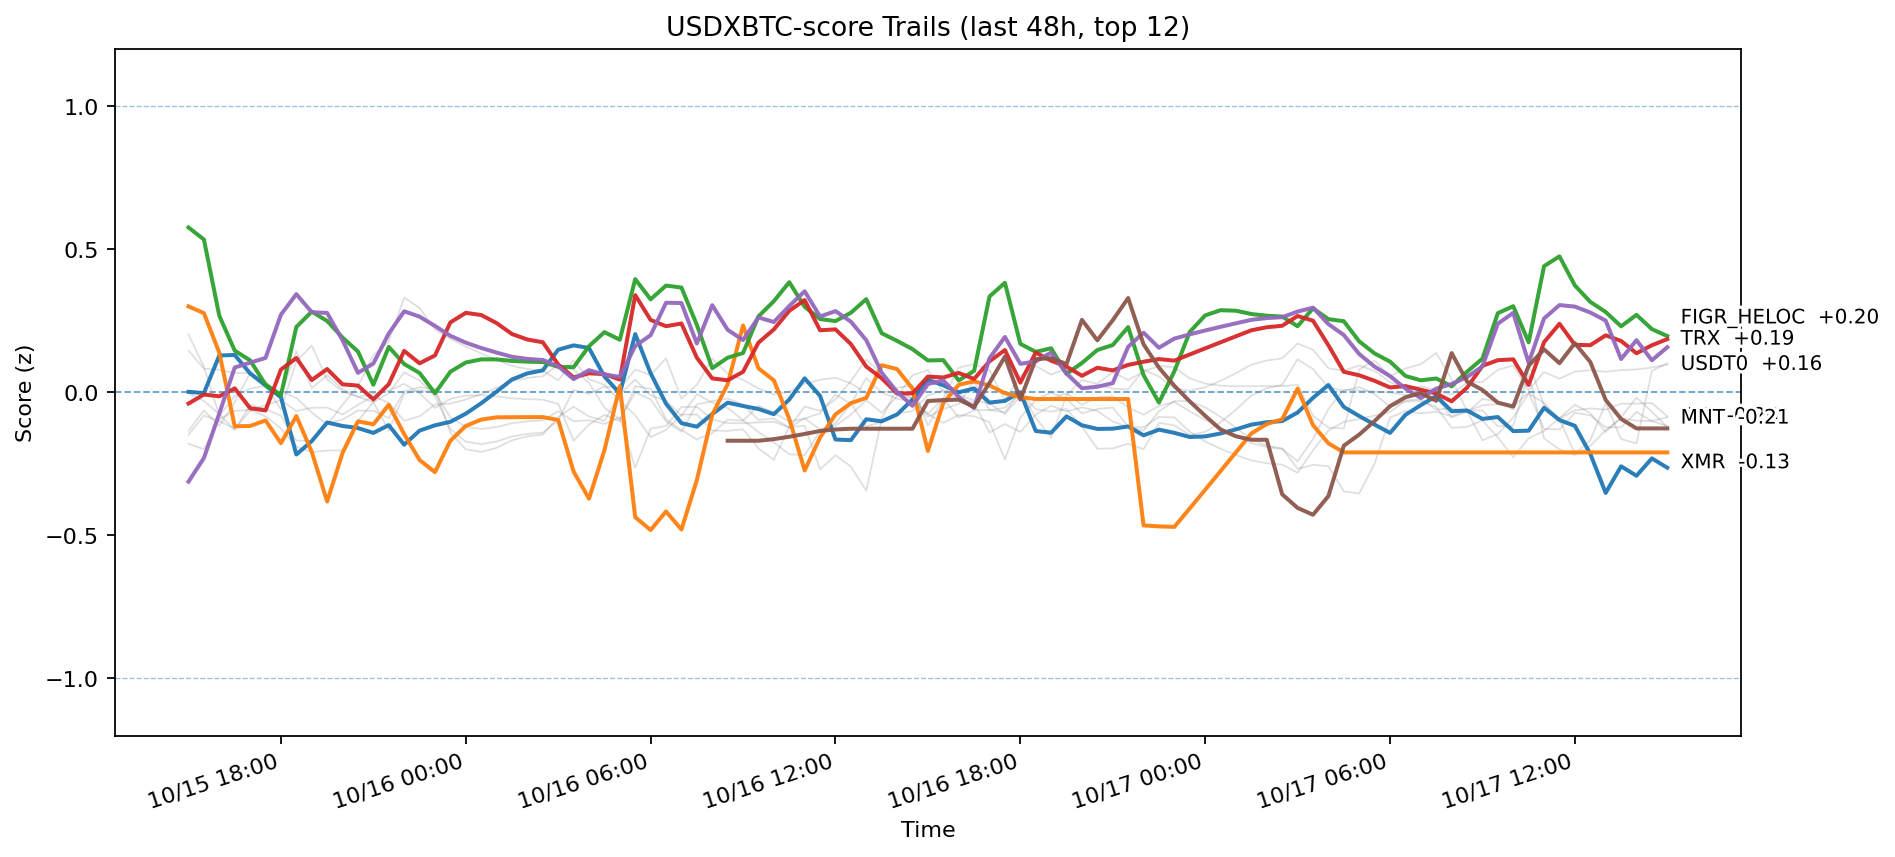 USDXBTC-score Trails (last 48h, top 12)
Score (z)
1.0
0.5
0.0
−0.5
−1.0
FIGR_HELOC +0.20
TRX +0.19
USDT0 +0.16
MNT -0.21
XMR -0.13
10/15 18:00
10/16 00:00
10/16 06:00
10/16 12:00
10/16 18:00
10/17 00:00
10/17 06:00
10/17 12:00
Time